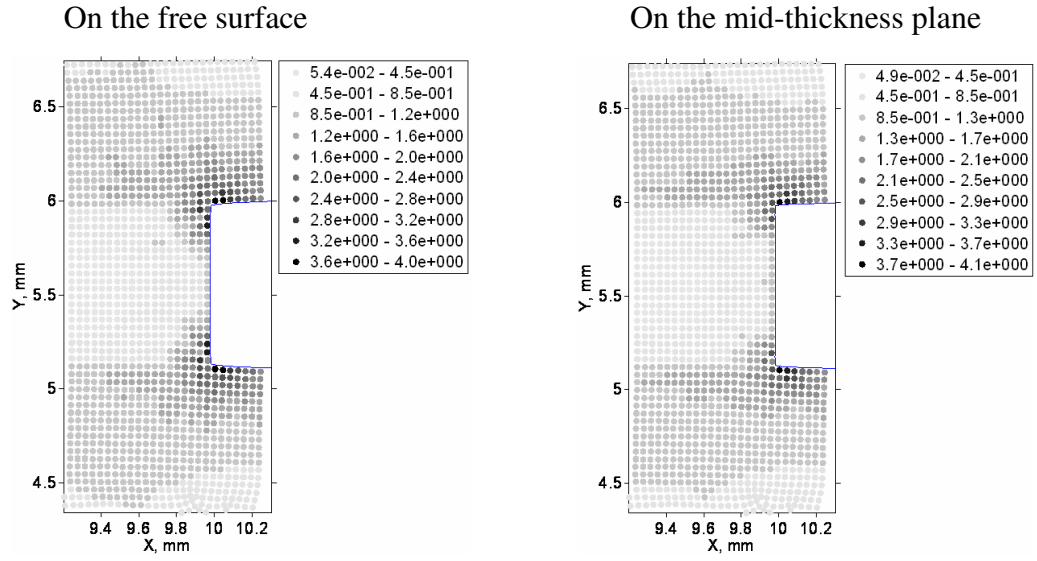 On the free surface
5.4e-002 - 4.5e-001
4.5e-001 - 8.5e-001
8.5e-001 - 1.2e+000
1.2e+000 - 1.6e+000
1.6e+000 - 2.0e+000
2.0e+000 - 2.4e+000
2.4e+000 - 2.8e+000
2.8e+000 - 3.2e+000
3.2e+000 - 3.6e+000
3.6e+000 - 4.0e+000
6.5
6
5.5
5
4.5
Y, mm
9.4 9.6 9.8 10 10.2
X, mm
On the mid-thickness plane
4.9e-002 - 4.5e-001
4.5e-001 - 8.5e-001
8.5e-001 - 1.3e+000
1.3e+000 - 1.7e+000
1.7e+000 - 2.1e+000
2.1e+000 - 2.5e+000
2.5e+000 - 2.9e+000
2.9e+000 - 3.3e+000
3.3e+000 - 3.7e+000
3.7e+000 - 4.1e+000
6.5
6
5.5
5
4.5
Y, mm
9.4 9.6 9.8 10 10.2
X, mm